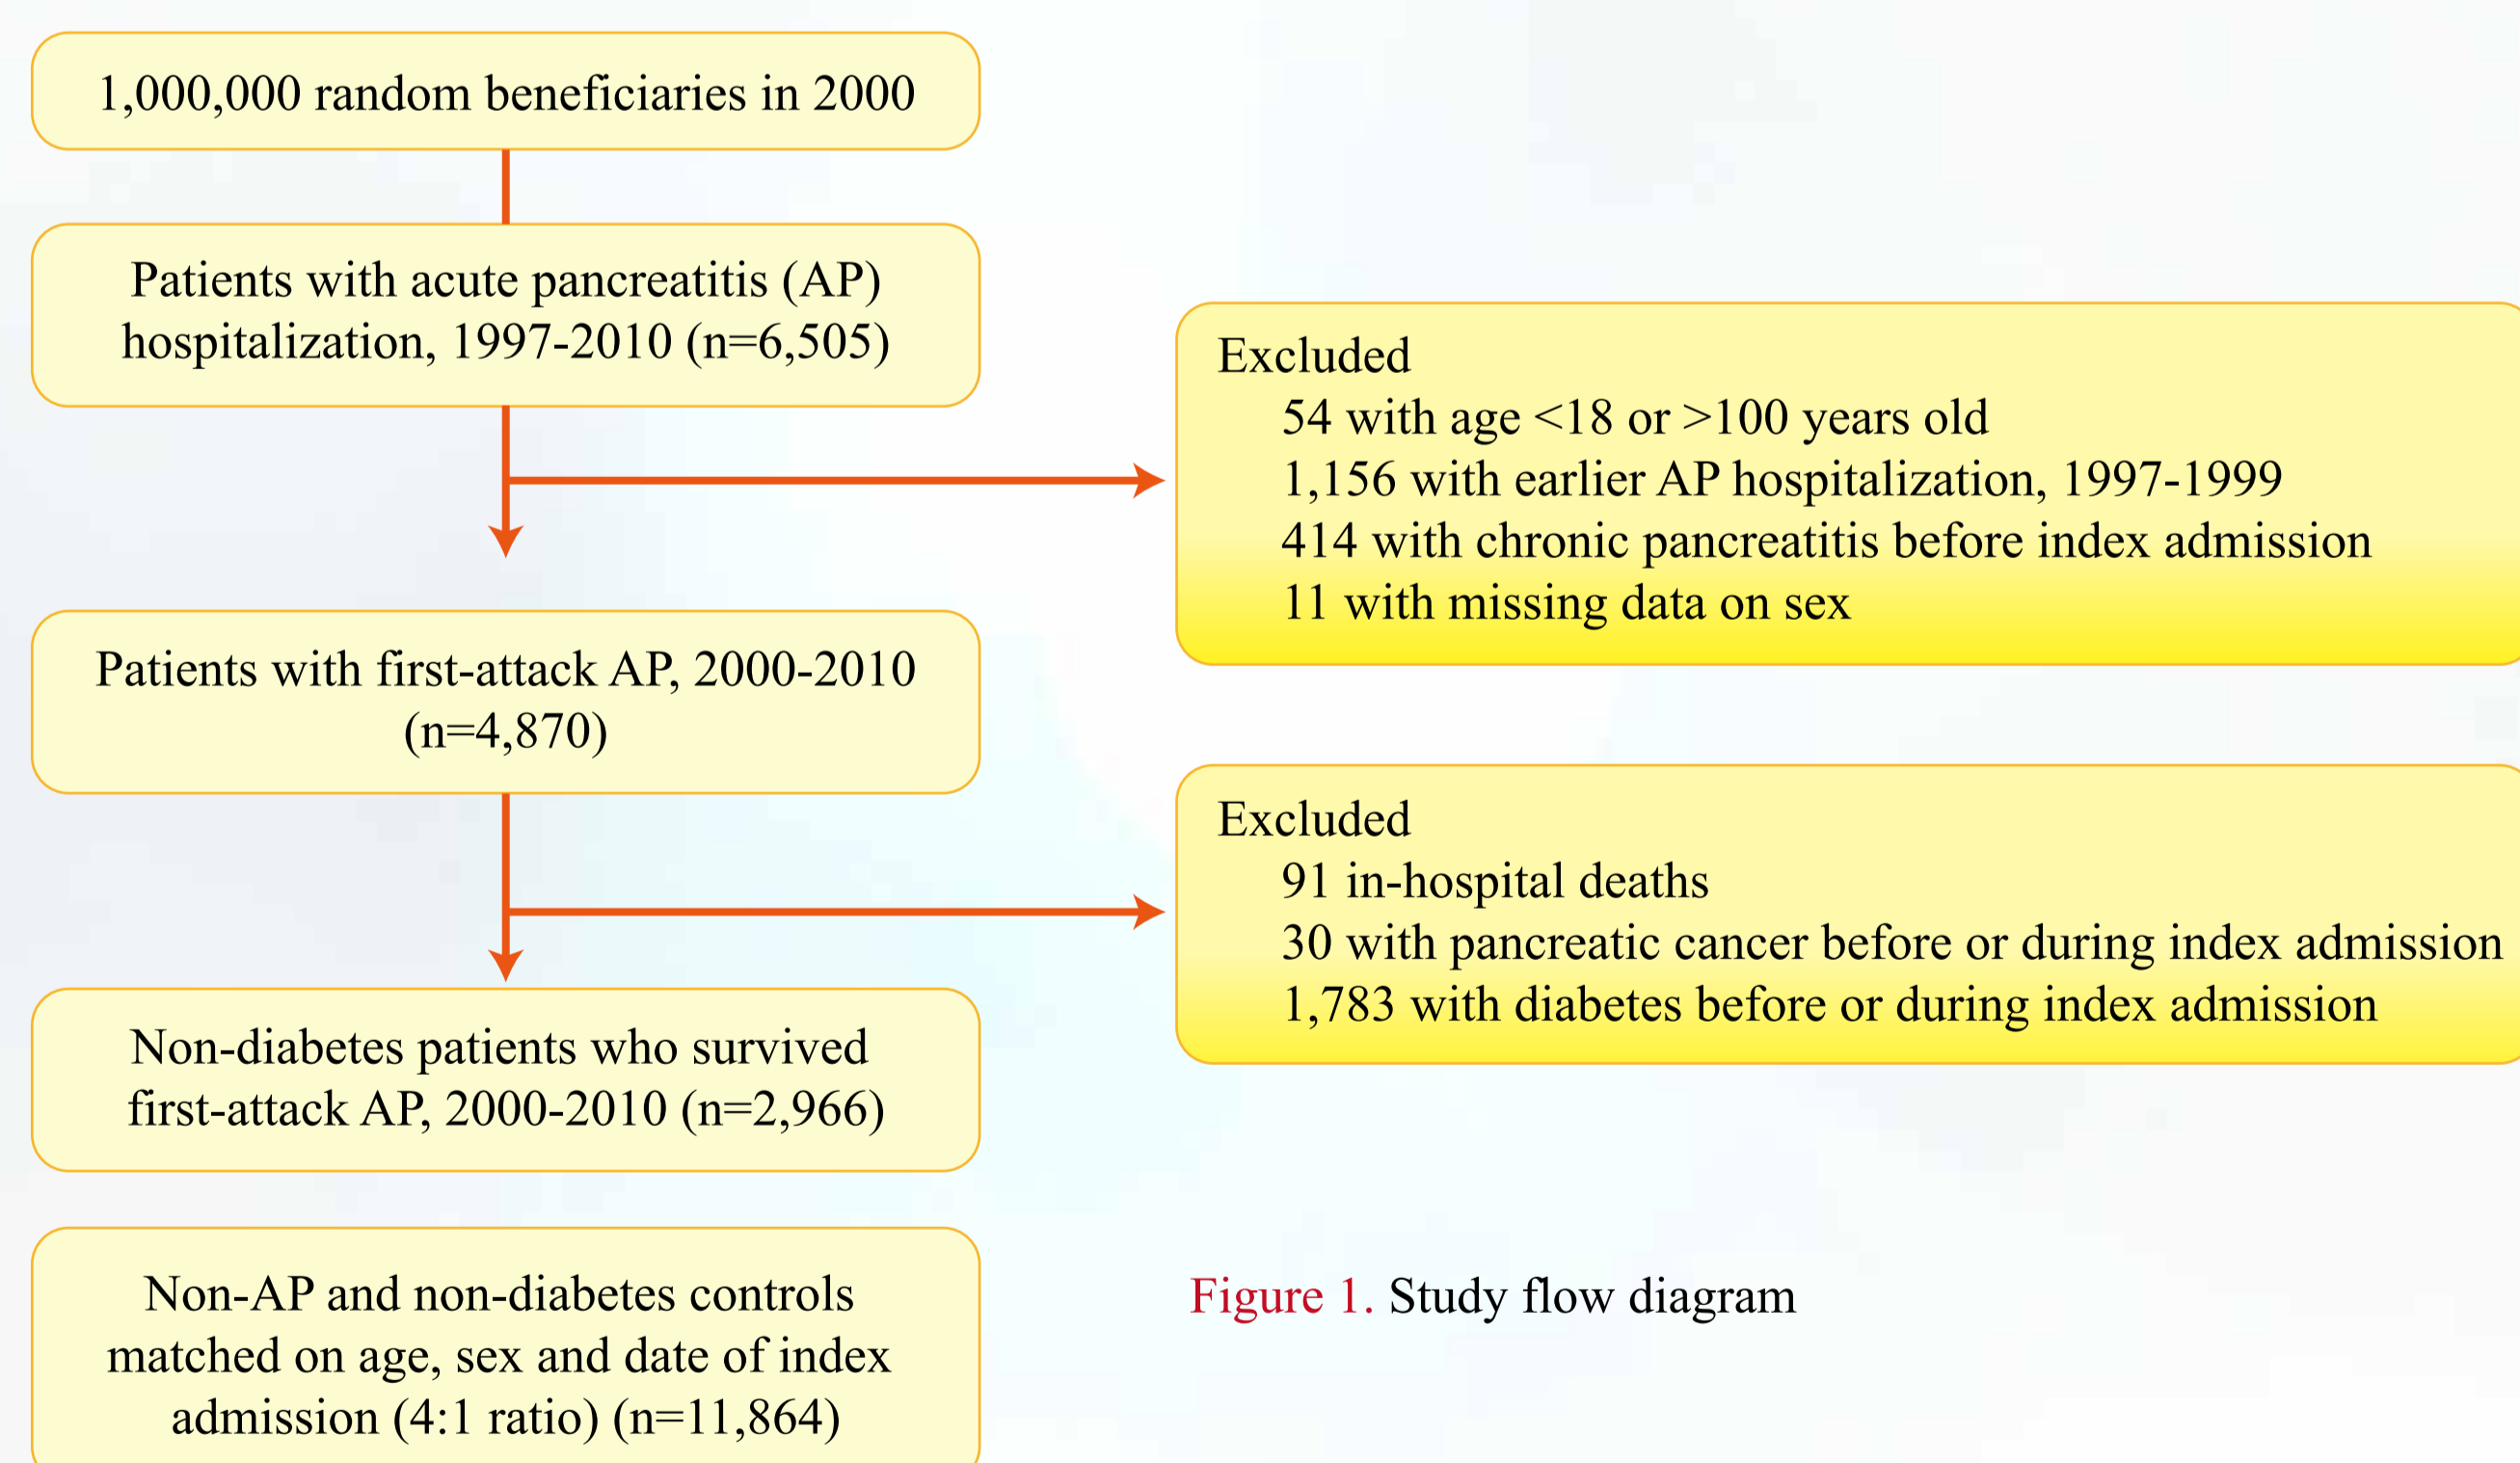 1,000,000 random beneficiaries in 2000
Patients with acute pancreatitis (AP)
hospitalization, 1997-2010 (n=6,505)
Excluded
54 with age <18 or >100 years old
1,156 with earlier AP hospitalization, 1997-1999
414 with chronic pancreatitis before index admission
11 with missing data on sex
Patients with first-attack AP, 2000-2010
(n=4,870)
Excluded
91 in-hospital deaths
30 with pancreatic cancer before or during index admission
1,783 with diabetes before or during index admission
Non-diabetes patients who survived
first-attack AP, 2000-2010 (n=2,966)
Non-AP and non-diabetes controls
matched on age, sex and date of index
admission (4:1 ratio) (n=11,864)
Figure 1. Study flow diagram